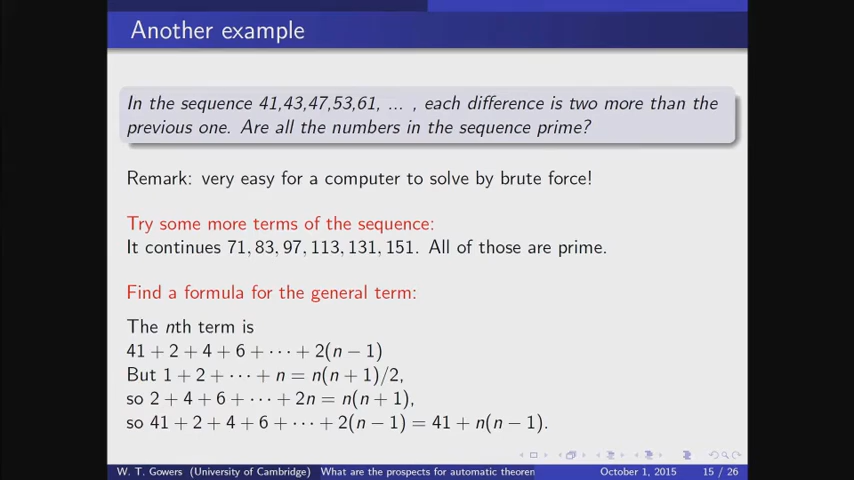 Another example
In the sequence 41,43,47,53,61, ... , each difference is two more than the
previous one. Are all the numbers in the sequence prime?
Remark: very easy for a computer to solve by brute force!
Try some more terms of the sequence:
It continues 71, 83, 97, 113, 131, 151. All of those are prime.
Find a formula for the general term:
The nth term is
41 + 2 + 4 + 6 + ··· + 2(n − 1)
But 1 + 2 + ··· + n = n(n + 1)/2,
so 2 + 4 + 6 + ··· + 2n = n(n + 1),
so 41 + 2 + 4 + 6 + ··· + 2(n − 1) = 41 + n(n − 1).
W. T. Gowers (University of Cambridge) What are the prospects for automatic theorem October 1, 2015 15 / 26